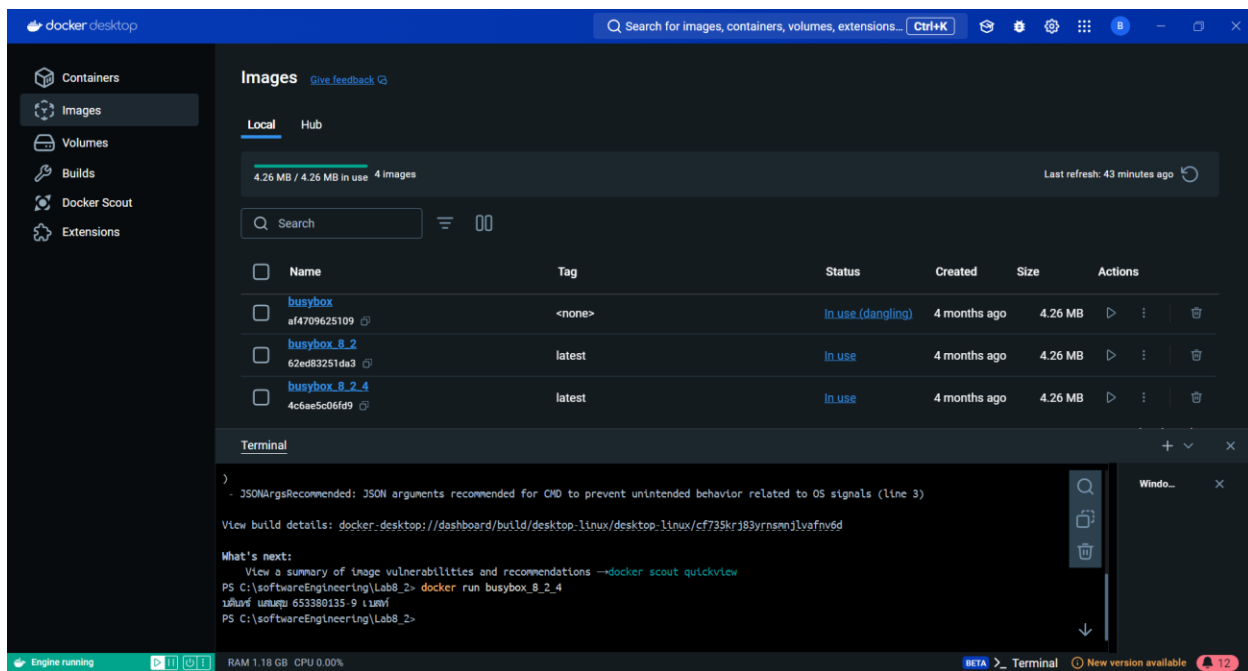 docker desktop
Search for images, containers, volumes, extensions... Ctrl+K
B
Containers
Images
Volumes
Builds
Docker Scout
Extensions
Images Give feedback
Local Hub
4.26 MB / 4.26 MB in use 4 images
Last refresh: 43 minutes ago
Search
Name Tag Status Created Size Actions
busybox
af4709625109
<none> In use (dangling) 4 months ago 4.26 MB
busybox_8_2
62ed83251da3
latest In use 4 months ago 4.26 MB
busybox_8_2_4
4c6ae5c06fd9
latest In use 4 months ago 4.26 MB
Terminal
Windo...
)
- JSONArgsRecommended: JSON arguments recommended for CMD to prevent unintended behavior related to OS signals (line 3)
View build details: docker-desktop://dashboard/build/desktop-linux/desktop-linux/cf735krj83yrnsmnjlvafnv6d
What's next:
View a summary of image vulnerabilities and recommendations → docker scout quickview
PS C:\softwareEngineering\Lab8_2> docker run busybox_8_2_4
653380135-9
PS C:\softwareEngineering\Lab8_2>
Engine running
RAM 1.18 GB CPU 0.00%
BETA >_ Terminal
New version available
12